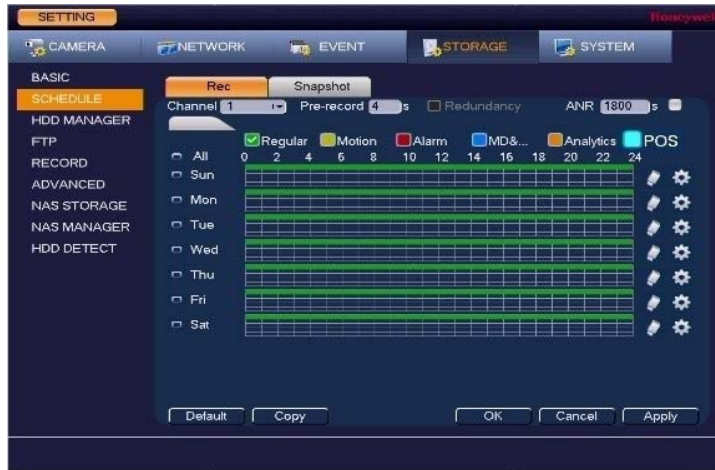 SETTING
Honeywell
CAMERA NETWORK EVENT STORAGE SYSTEM
BASIC
SCHEDULE
HDD MANAGER
FTP
RECORD
ADVANCED
NAS STORAGE
NAS MANAGER
HDD DETECT
Rec Snapshot
Channel 1 Pre-record 4 s Redundancy ANR 1800 s
Regular Motion Alarm MD&... Analytics POS
All 0 2 4 6 8 10 12 14 16 18 20 22 24
Sun
Mon
Tue
Wed
Thu
Fri
Sat
Default Copy OK Cancel Apply